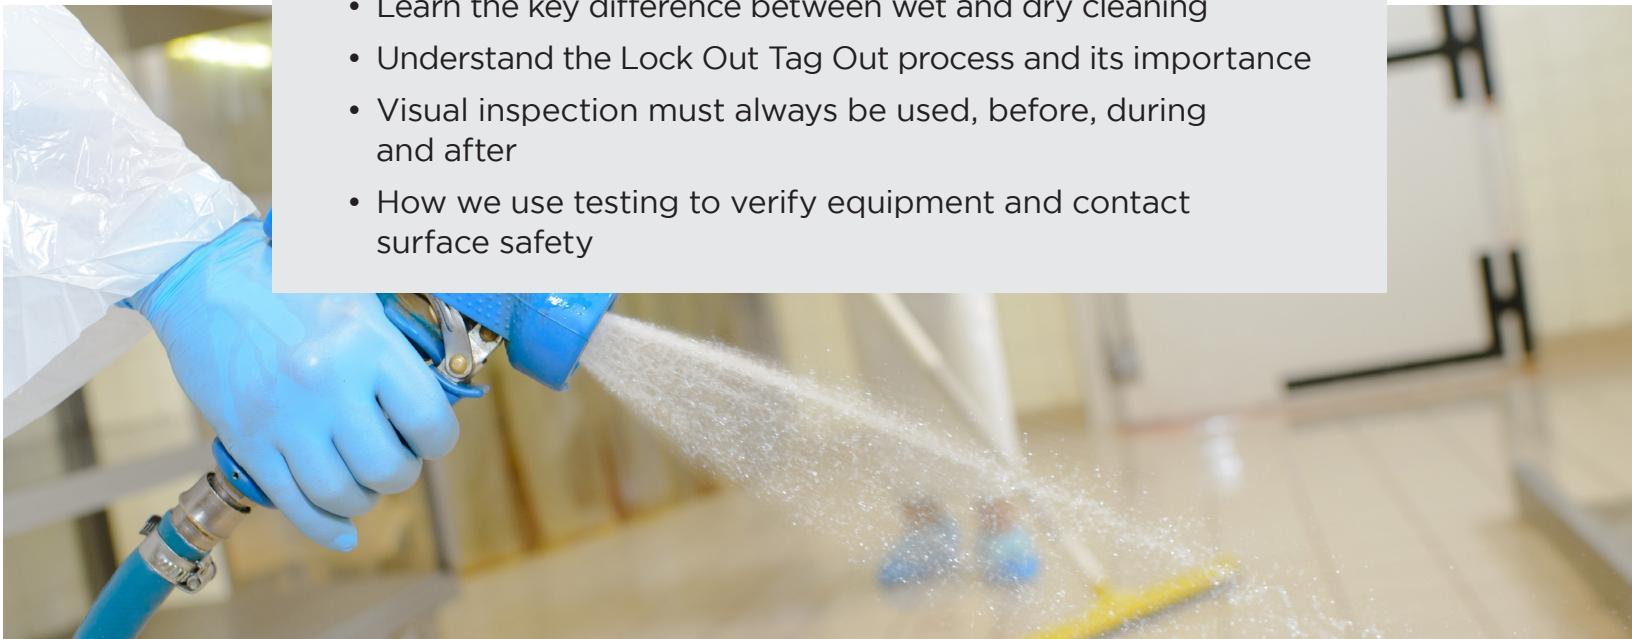 • Learn the key difference between wet and dry cleaning
• Understand the Lock Out Tag Out process and its importance
• Visual inspection must always be used, before, during
and after
• How we use testing to verify equipment and contact
surface safety